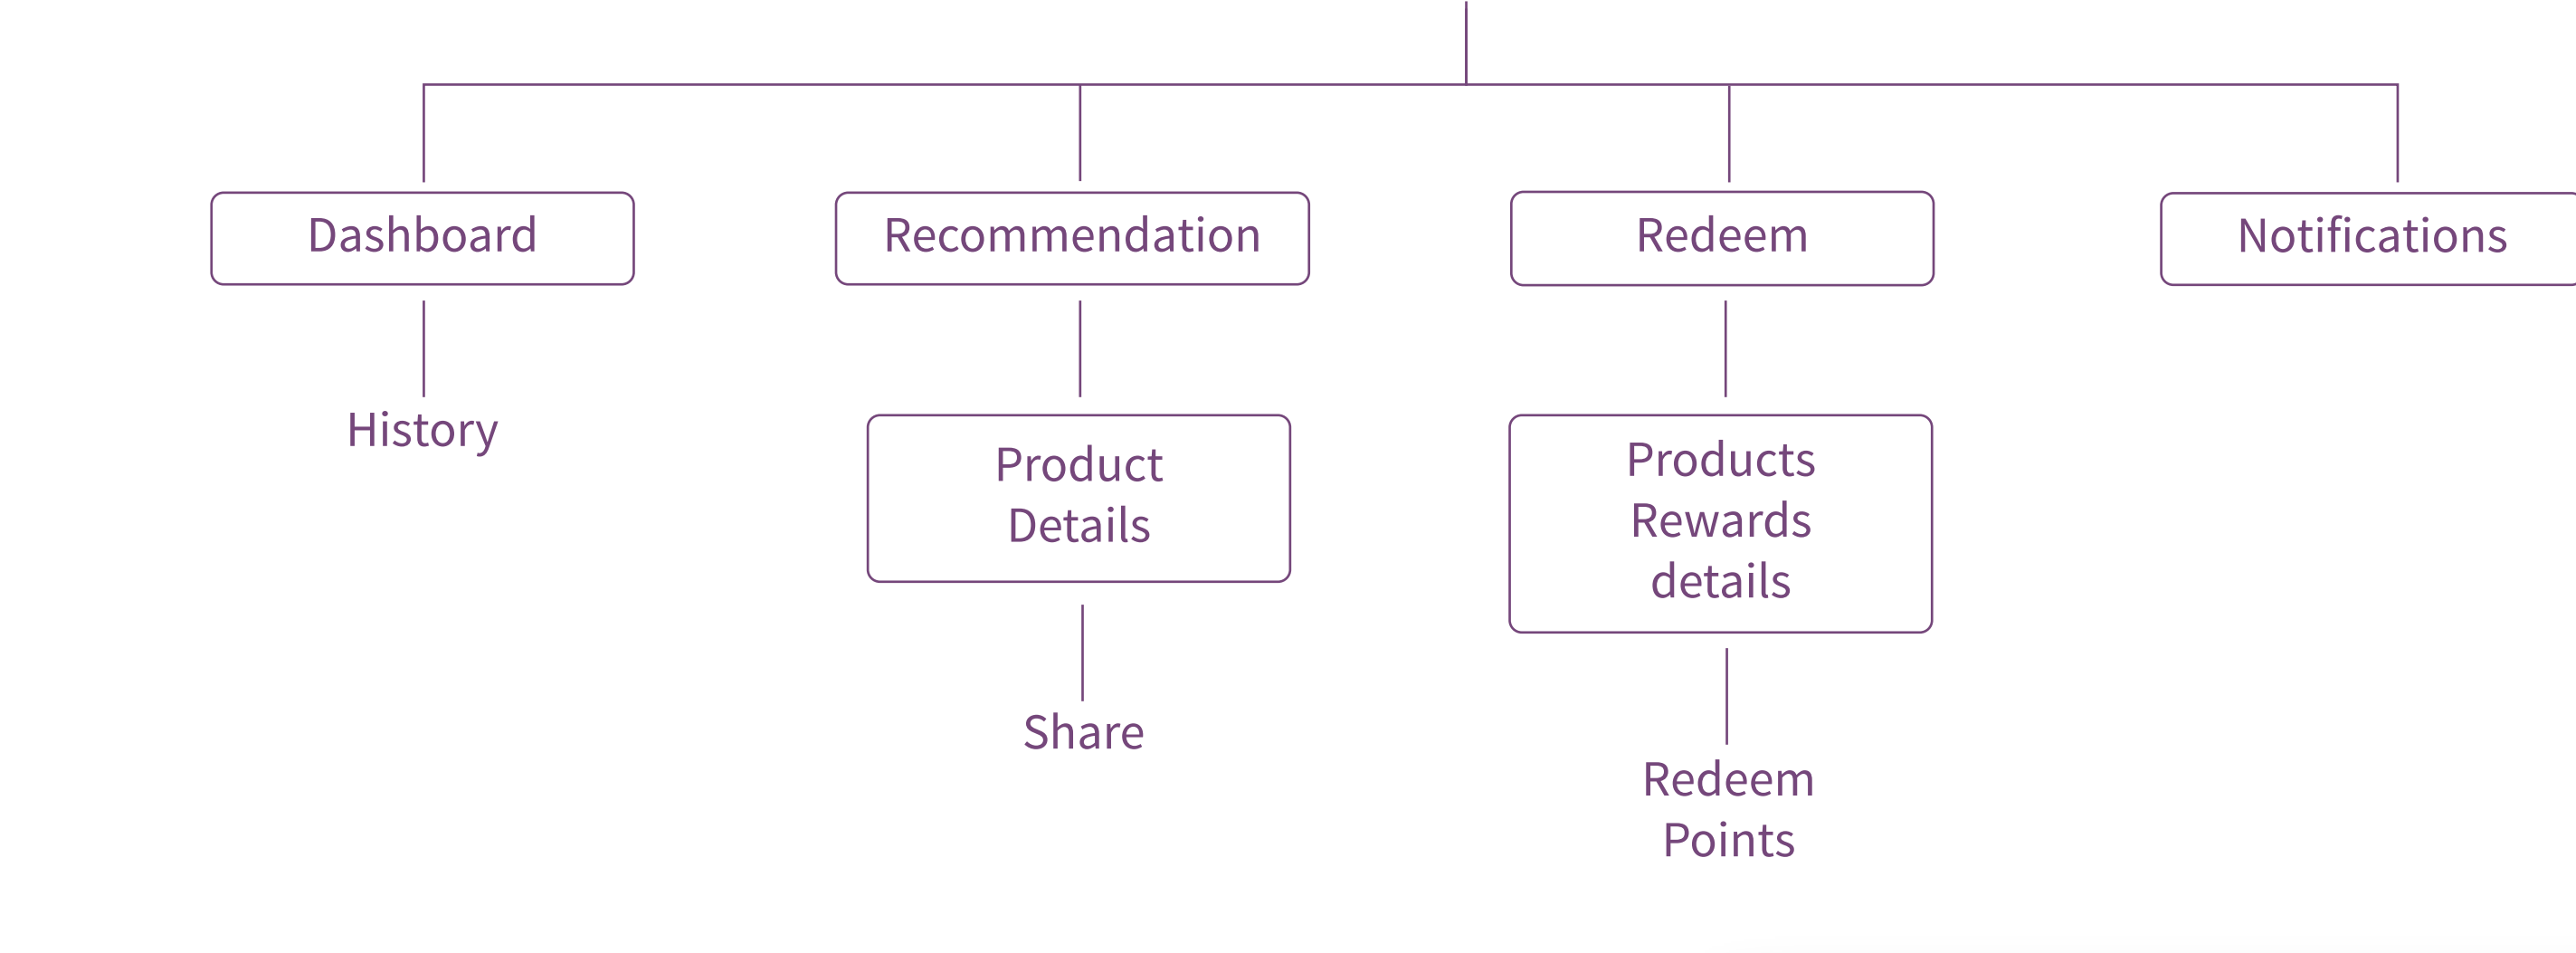 Dashboard
Recommendation
Redeem
Notifications
History
Product
Details
Products
Rewards
details
Share
Redeem
Points